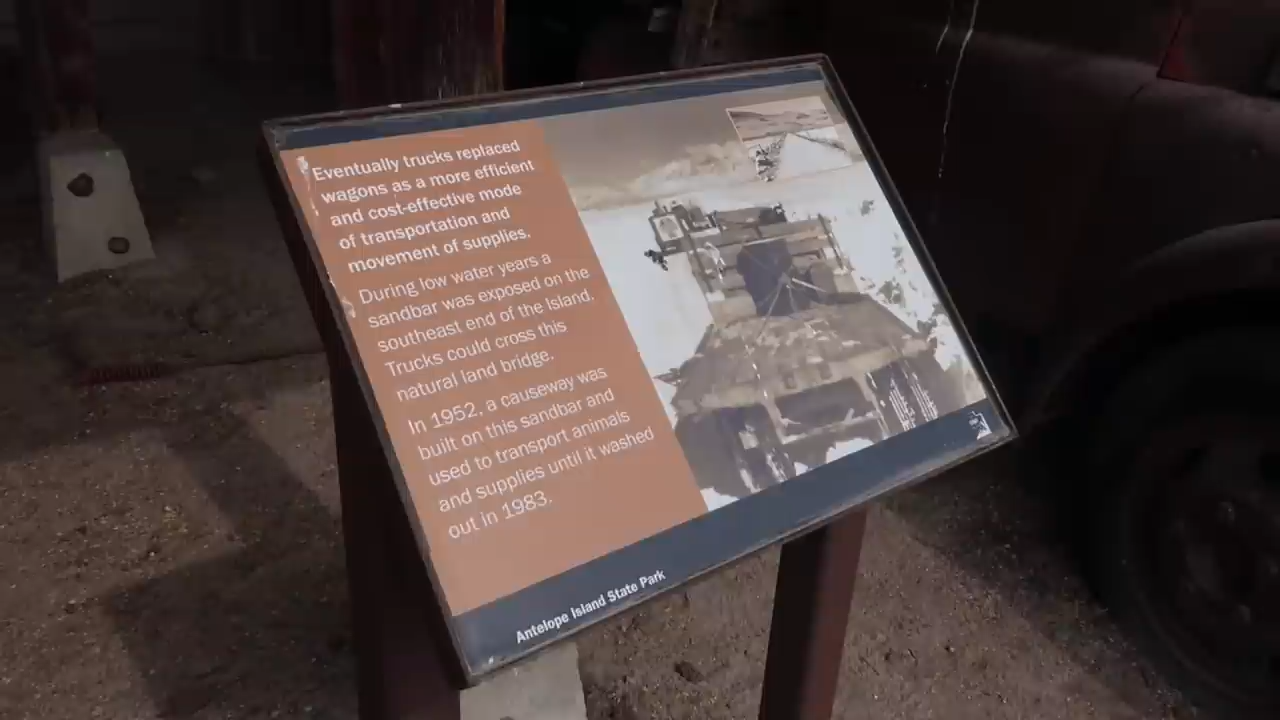 Eventually trucks replaced
wagons as a more efficient
and cost-effective mode
of transportation and
movement of supplies.
During low water years a
sandbar was exposed on the
southeast end of the Island.
Trucks could cross this
natural land bridge.
In 1952, a causeway was
built on this sandbar and
used to transport animals
and supplies until it washed
out in 1983.
Antelope Island State Park